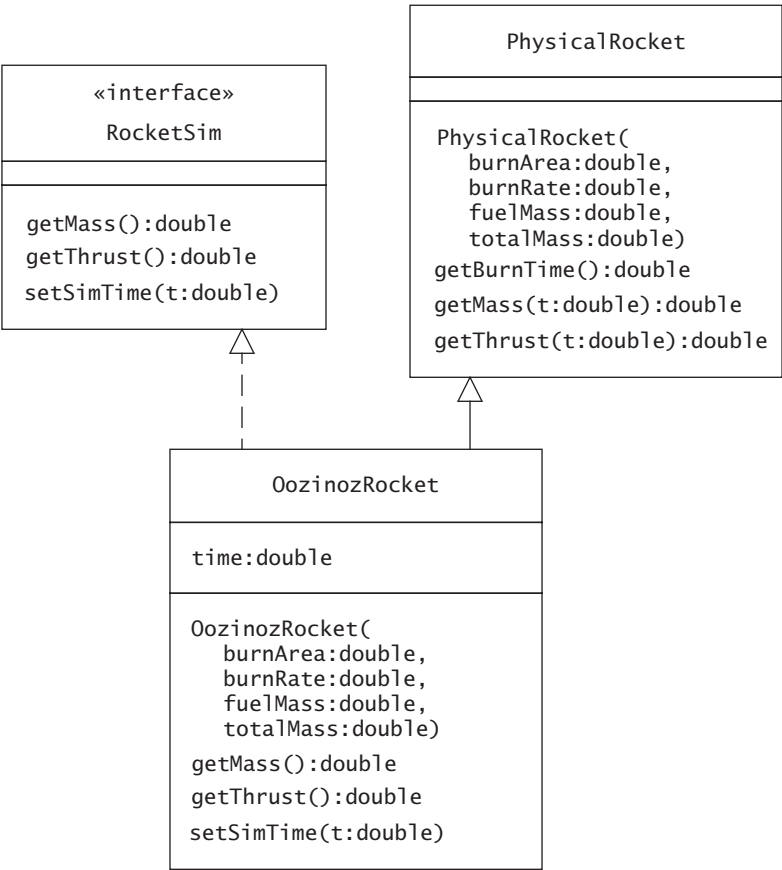 «interface»
RocketSim
getMass():double
getThrust():double
setSimTime(t:double)
PhysicalRocket
PhysicalRocket(
burnArea:double,
burnRate:double,
fuelMass:double,
totalMass:double)
getBurnTime():double
getMass(t:double):double
getThrust(t:double):double
OozinozRocket
time:double
OozinozRocket(
burnArea:double,
burnRate:double,
fuelMass:double,
totalMass:double)
getMass():double
getThrust():double
setSimTime(t:double)